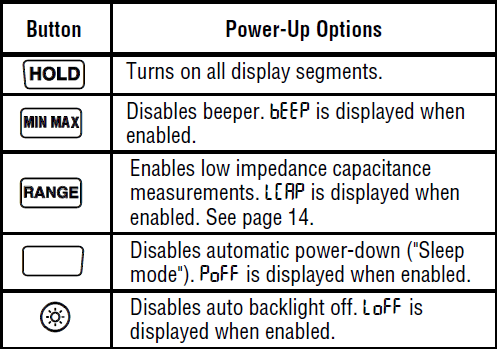 Button Power-Up Options
HOLD Turns on all display segments.
MIN MAX Disables beeper. bEEP is displayed when
enabled.
RANGE Enables low impedance capacitance
measurements. LCAP is displayed when
enabled. See page 14.
Disables automatic power-down ("Sleep
mode"). PoFF is displayed when enabled.
Disables auto backlight off. LoFF is
displayed when enabled.